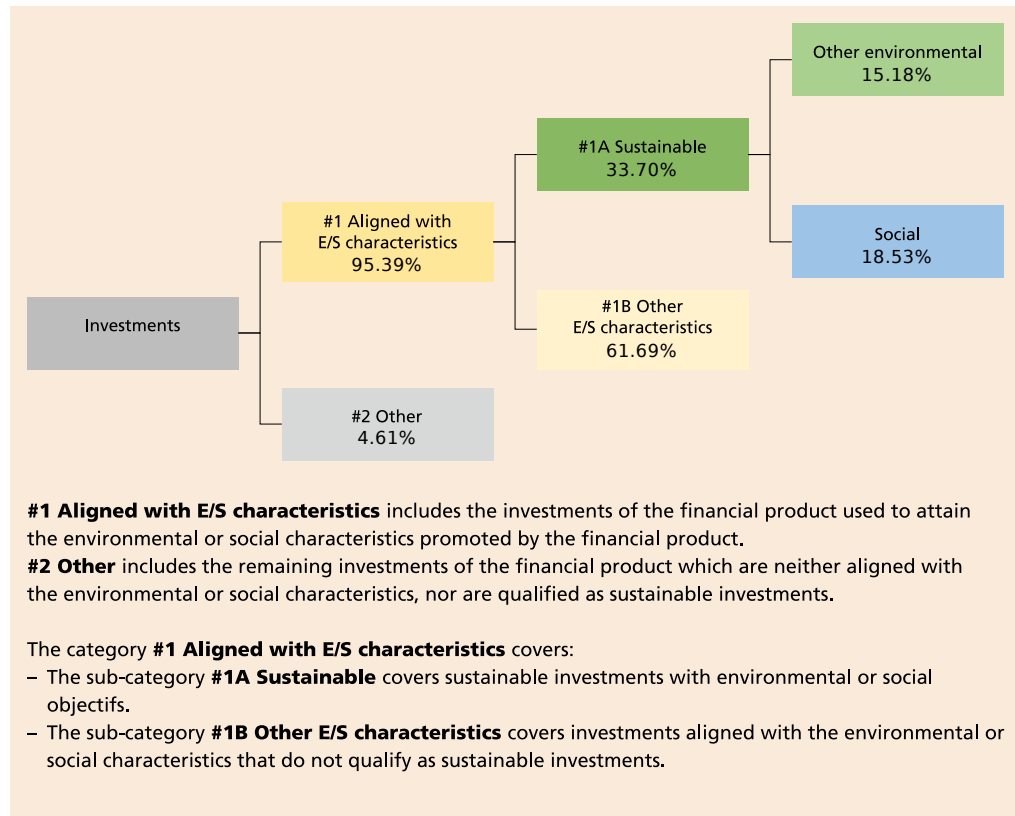 Other environmental
15.18%
#1A Sustainable
33.70%
#1 Aligned with
E/S characteristics
95.39%
Social
18.53%
#1B Other
E/S characteristics
61.69%
Investments
#2 Other
4.61%
#1 Aligned with E/S characteristics includes the investments of the financial product used to attain
the environmental or social characteristics promoted by the financial product.
#2 Other includes the remaining investments of the financial product which are neither aligned with
the environmental or social characteristics, nor are qualified as sustainable investments.
The category #1 Aligned with E/S characteristics covers:
– The sub-category #1A Sustainable covers sustainable investments with environmental or social
objectifs.
– The sub-category #1B Other E/S characteristics covers investments aligned with the environmental or
social characteristics that do not qualify as sustainable investments.